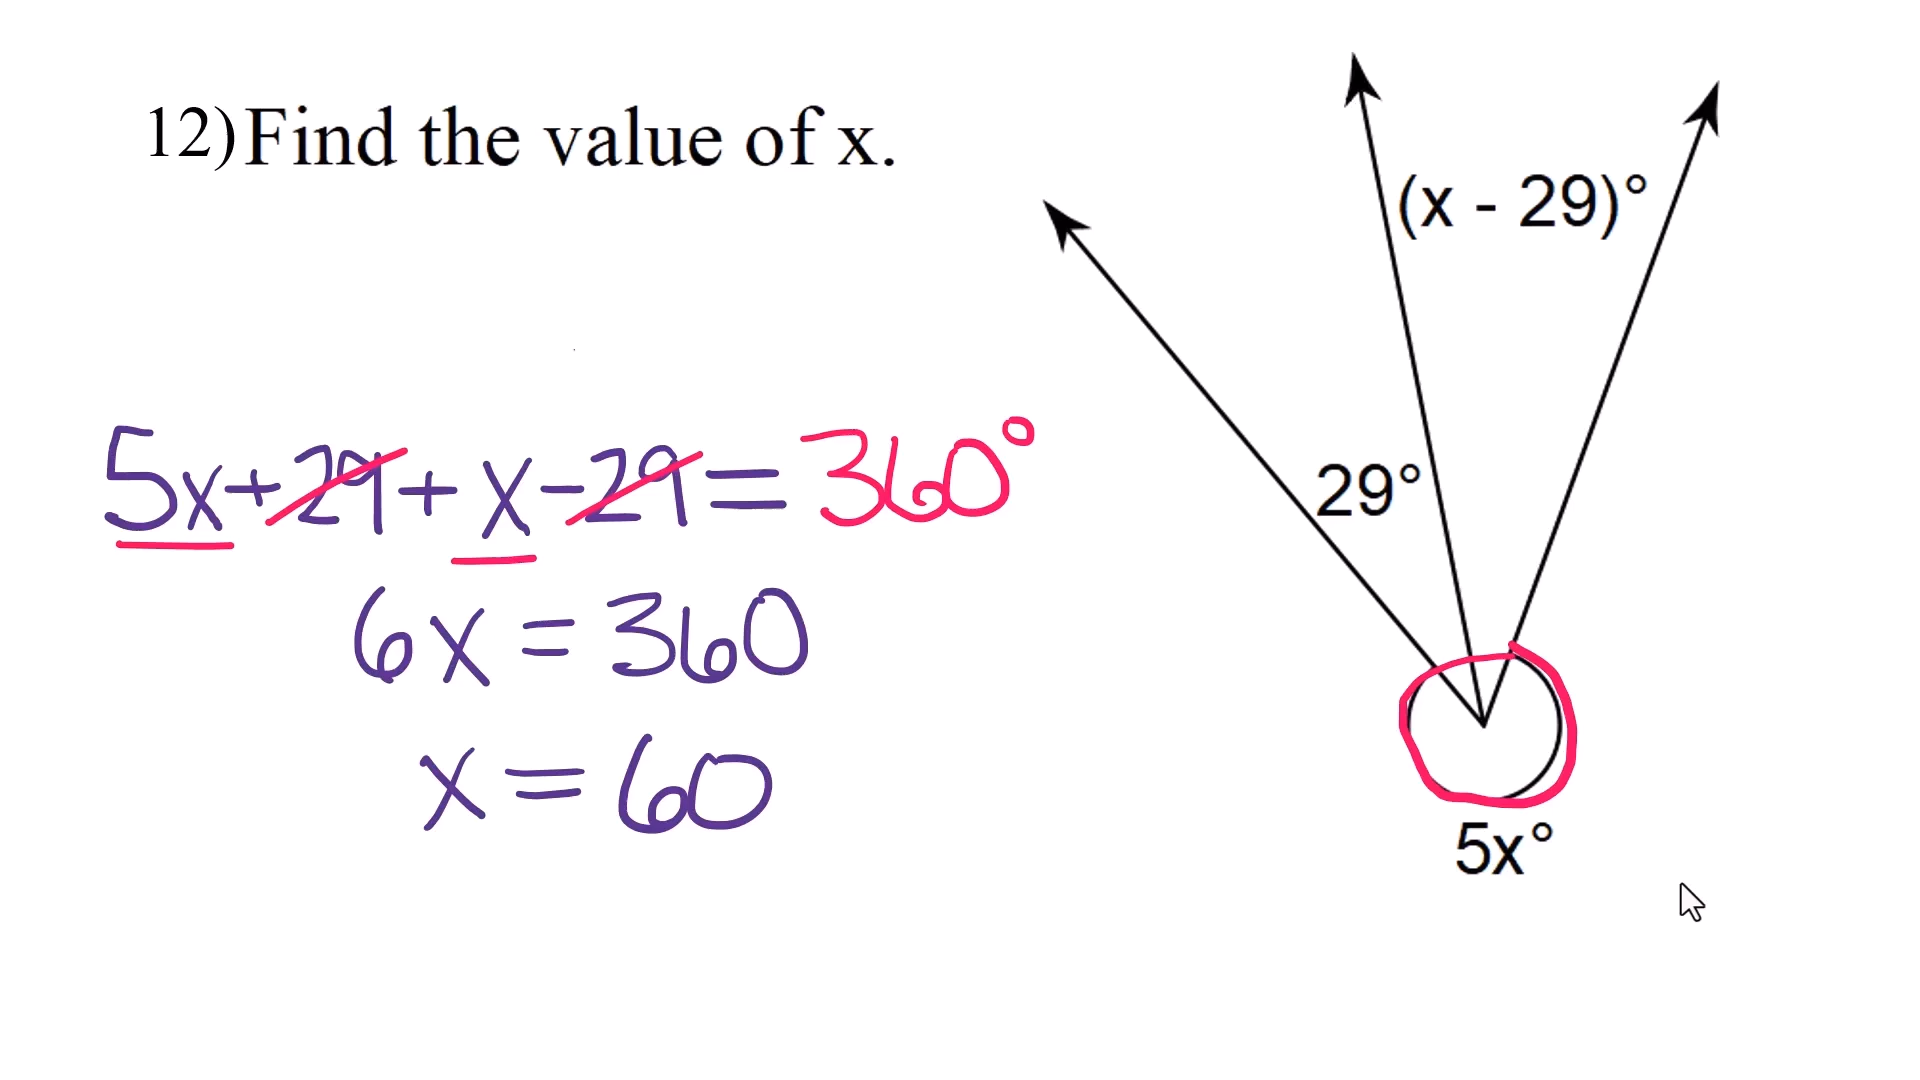 12) Find the value of x.
(x - 29)°
29°
5x + 29 + x - 29 = 360°
6x = 360
x = 60
5x°